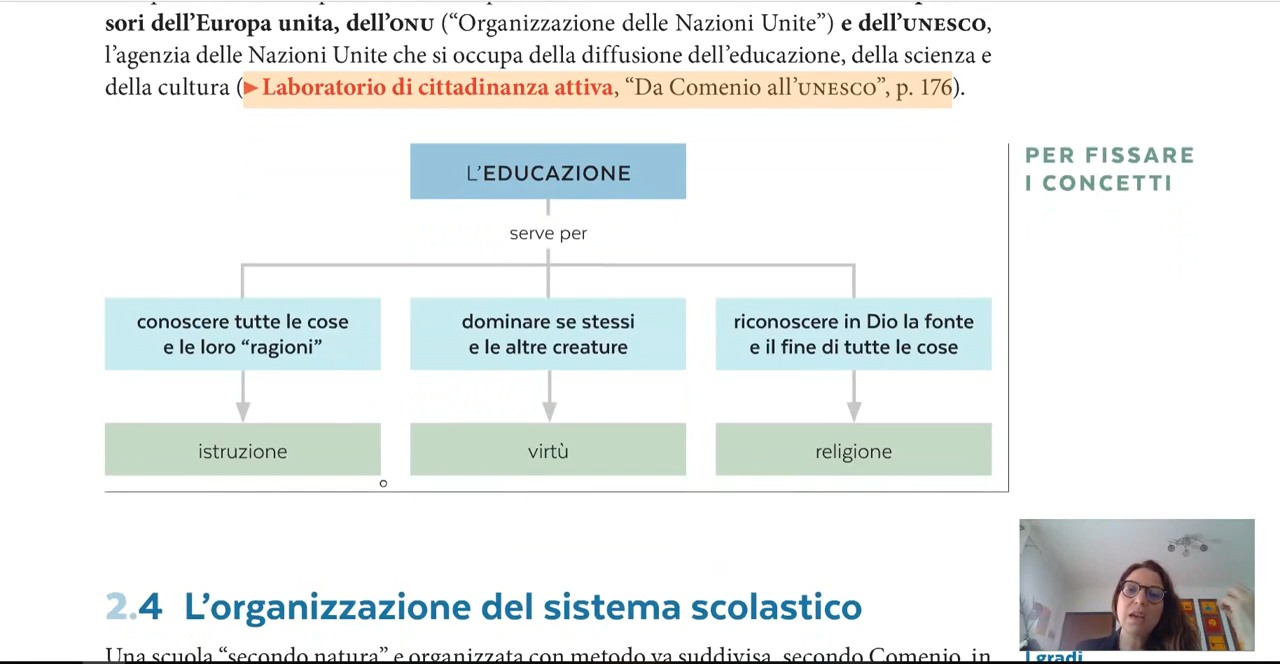 sori dell'Europa unita, dell'ONU (“Organizzazione delle Nazioni Unite”) e dell'UNESCO,
l'agenzia delle Nazioni Unite che si occupa della diffusione dell'educazione, della scienza e
della cultura (►Laboratorio di cittadinanza attiva, “Da Comenio all'UNESCO”, p. 176).
PER FISSARE
I CONCETTI
L'EDUCAZIONE
serve per
conoscere tutte le cose
e le loro “ragioni”
dominare se stessi
e le altre creature
riconoscere in Dio la fonte
e il fine di tutte le cose
istruzione
virtù
religione
2.4 L'organizzazione del sistema scolastico
Una scuola “secondo natura” e organizzata con metodo va suddivisa, secondo Comenio, in
I gradi